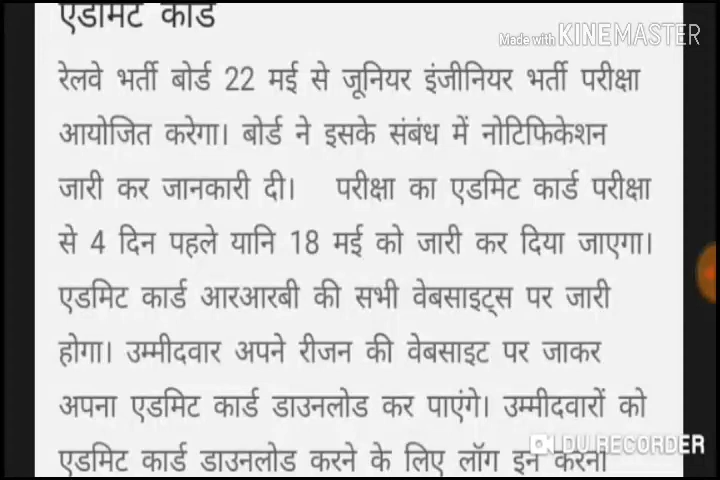 एडमिट कार्ड
Made with KINEMASTER
रेलवे भर्ती बोर्ड 22 मई से जूनियर इंजीनियर भर्ती परीक्षा
आयोजित करेगा। बोर्ड ने इसके संबंध में नोटिफिकेशन
जारी कर जानकारी दी। परीक्षा का एडमिट कार्ड परीक्षा
से 4 दिन पहले यानि 18 मई को जारी कर दिया जाएगा।
एडमिट कार्ड आरआरबी की सभी वेबसाइट्स पर जारी
होगा। उम्मीदवार अपने रीजन की वेबसाइट पर जाकर
अपना एडमिट कार्ड डाउनलोड कर पाएंगे। उम्मीदवारों को
DU RECORDER
एडमिट कार्ड डाउनलोड करने के लिए लॉग इन करना